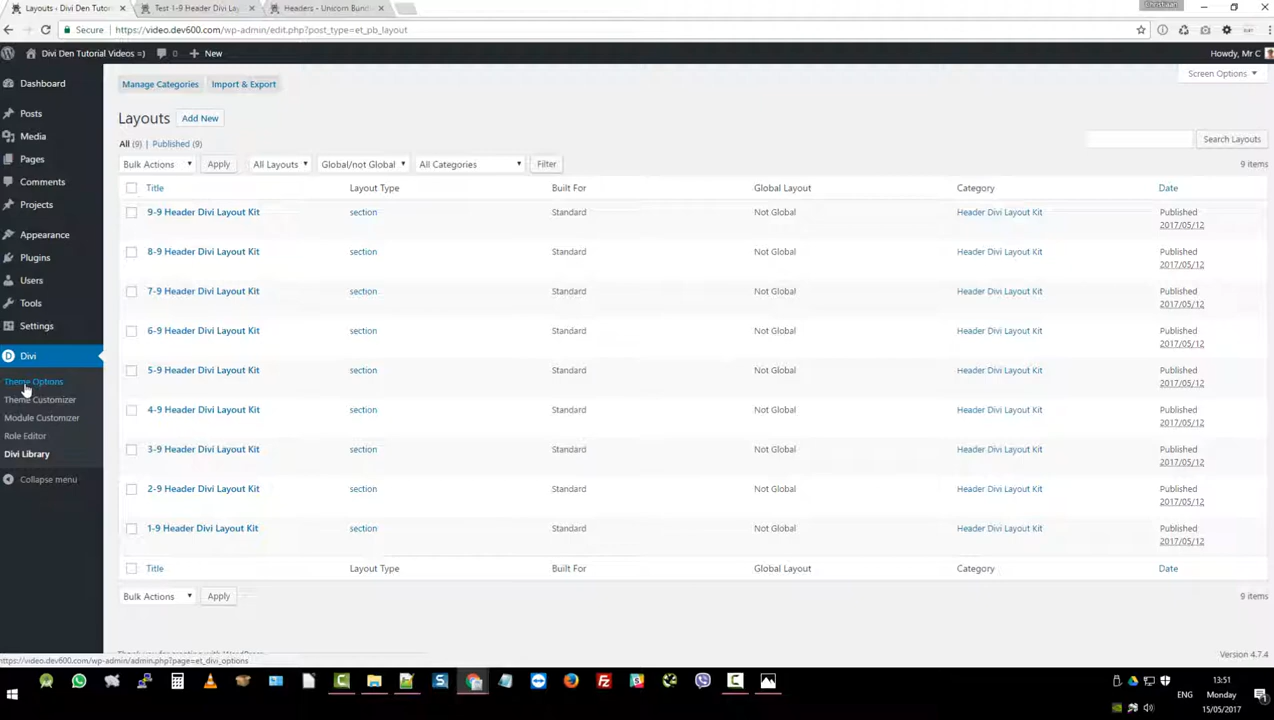 Layouts ‹ Divi Den Tutorial
Test 1-9 Header Divi Lay
Headers - Unicorn Bun
Christiaan
Secure https://video.dev600.com/wp-admin/edit.php?post_type=et_pb_layout
Divi Den Tutorial Videos =) 0 + New Howdy, Mr C
Dashboard
Posts
Media
Pages
Comments
Projects
Appearance
Plugins
Users
Tools
Settings
Divi
Theme Options
Theme Customizer
Module Customizer
Role Editor
Divi Library
Collapse menu
Manage Categories Import & Export Screen Options
Layouts Add New
All (9) | Published (9) Search Layouts
Bulk Actions Apply All Layouts Global/not Global All Categories Filter 9 items
Title Layout Type Built For Global Layout Category Date
9-9 Header Divi Layout Kit section Standard Not Global Header Divi Layout Kit Published
2017/05/12
8-9 Header Divi Layout Kit section Standard Not Global Header Divi Layout Kit Published
2017/05/12
7-9 Header Divi Layout Kit section Standard Not Global Header Divi Layout Kit Published
2017/05/12
6-9 Header Divi Layout Kit section Standard Not Global Header Divi Layout Kit Published
2017/05/12
5-9 Header Divi Layout Kit section Standard Not Global Header Divi Layout Kit Published
2017/05/12
4-9 Header Divi Layout Kit section Standard Not Global Header Divi Layout Kit Published
2017/05/12
3-9 Header Divi Layout Kit section Standard Not Global Header Divi Layout Kit Published
2017/05/12
2-9 Header Divi Layout Kit section Standard Not Global Header Divi Layout Kit Published
2017/05/12
1-9 Header Divi Layout Kit section Standard Not Global Header Divi Layout Kit Published
2017/05/12
Title Layout Type Built For Global Layout Category Date
Bulk Actions Apply 9 items
Version 4.7.4
https://video.dev600.com/wp-admin/admin.php?page=et_divi_options
13:51
ENG Monday
15/05/2017